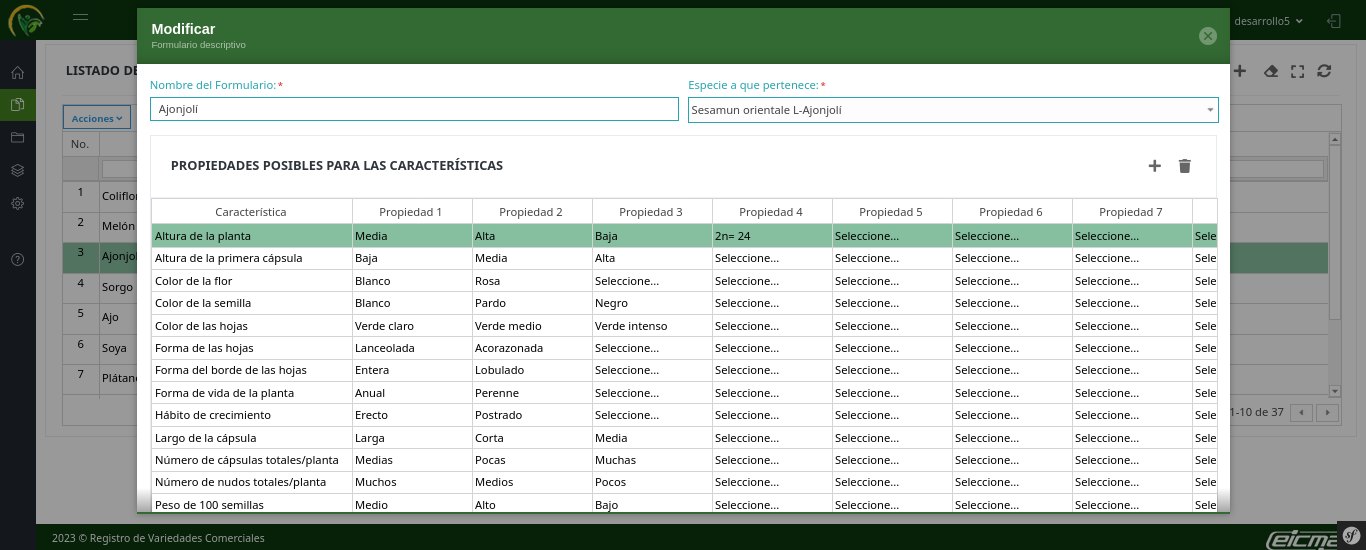 Modificar
Formulario descriptivo
desarrollo5
LISTADO DE
Nombre del Formulario:*
Especie a que pertenece:*
Ajonjolí
Sesamun orientale L-Ajonjolí
Acciones
No.
PROPIEDADES POSIBLES PARA LAS CARACTERÍSTICAS
1 Coliflor
2 Melón
3 Ajonjo
4 Sorgo
5 Ajo
6 Soya
7 Plátan
Característica Propiedad 1 Propiedad 2 Propiedad 3 Propiedad 4 Propiedad 5 Propiedad 6 Propiedad 7
Altura de la planta Media Alta Baja 2n= 24 Seleccione... Seleccione... Seleccione... Sele
Altura de la primera cápsula Baja Media Alta Seleccione... Seleccione... Seleccione... Seleccione... Sele
Color de la flor Blanco Rosa Seleccione... Seleccione... Seleccione... Seleccione... Seleccione... Sele
Color de la semilla Blanco Pardo Negro Seleccione... Seleccione... Seleccione... Seleccione... Sele
Color de las hojas Verde claro Verde medio Verde intenso Seleccione... Seleccione... Seleccione... Seleccione... Sele
Forma de las hojas Lanceolada Acorazonada Seleccione... Seleccione... Seleccione... Seleccione... Seleccione... Sele
Forma del borde de las hojas Entera Lobulado Seleccione... Seleccione... Seleccione... Seleccione... Seleccione... Sele
Forma de vida de la planta Anual Perenne Seleccione... Seleccione... Seleccione... Seleccione... Seleccione... Sele
Hábito de crecimiento Erecto Postrado Seleccione... Seleccione... Seleccione... Seleccione... Seleccione... Sele
Largo de la cápsula Larga Corta Media Seleccione... Seleccione... Seleccione... Seleccione... Sele
Número de cápsulas totales/planta Medias Pocas Muchas Seleccione... Seleccione... Seleccione... Seleccione... Sele
Número de nudos totales/planta Muchos Medios Pocos Seleccione... Seleccione... Seleccione... Seleccione... Sele
Peso de 100 semillas Medio Alto Bajo Seleccione... Seleccione... Seleccione... Seleccione... Sele
1-10 de 37
2023 © Registro de Variedades Comerciales
eicma
sf